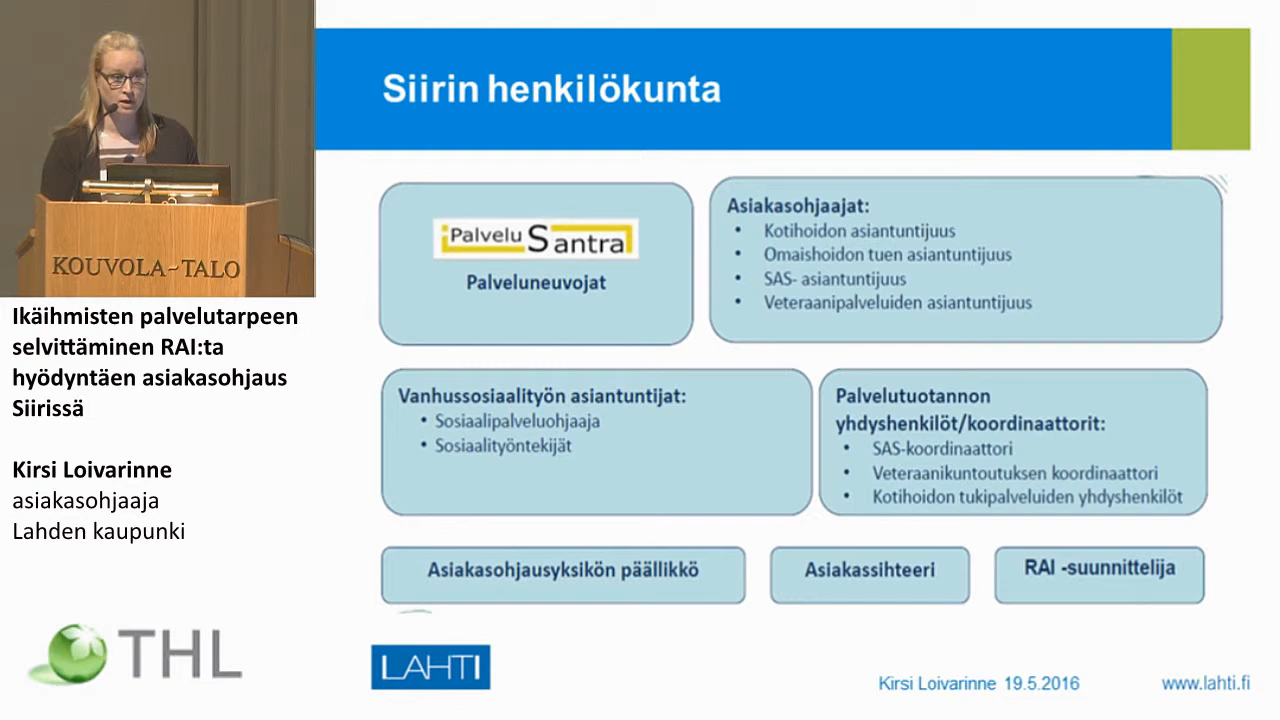 Siirin henkilökunta
Palvelu Santra
Palveluneuvojat
Asiakasohjaajat:
• Kotihoidon asiantuntijuus
• Omaishoidon tuen asiantuntijuus
• SAS- asiantuntijuus
• Veteraanipalveluiden asiantuntijuus
KOUVOLA-TALO
Ikäihmisten palvelutarpeen
selvittäminen RAI:ta
hyödyntäen asiakasohjaus
Siirissä
Kirsi Loivarinne
asiakasohjaaja
Lahden kaupunki
Vanhussosiaalityön asiantuntijat:
• Sosiaalipalveluohjaaja
• Sosiaalityöntekijät
Palvelutuotannon
yhdyshenkilöt/koordinaattorit:
• SAS-koordinaattori
• Veteraanikuntoutuksen koordinaattori
• Kotihoidon tukipalveluiden yhdyshenkilöt
Asiakasohjausyksikön päällikkö
Asiakassihteeri
RAI -suunnittelija
THL
LAHTI
Kirsi Loivarinne 19.5.2016
www.lahti.fi